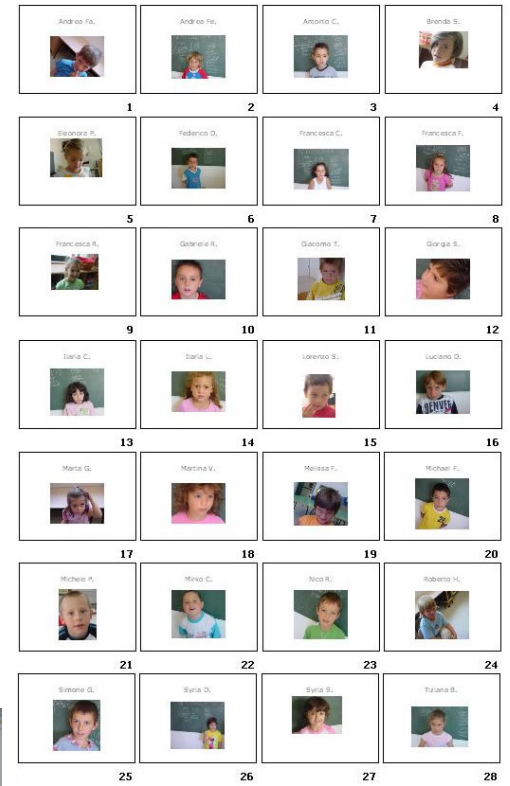 Andrea Fa. Andrea Fe. Antonio C. Brenda S.
1 2 3 4
Eleonora P. Federico D. Francesca C. Francesca F.
5 6 7 8
Francesca R. Gabriele R. Giacomo T. Giorgia S.
9 10 11 12
Ilaria C. Ilaria L. Lorenzo S. Luciano D.
DENVER
13 14 15 16
Marta G. Martina V. Melissa F. Michael F.
17 18 19 20
Michele P. Mirko C. Nico R. Roberto H.
21 22 23 24
Simone G. Syria D. Syria S. Tiziana B.
25 26 27 28